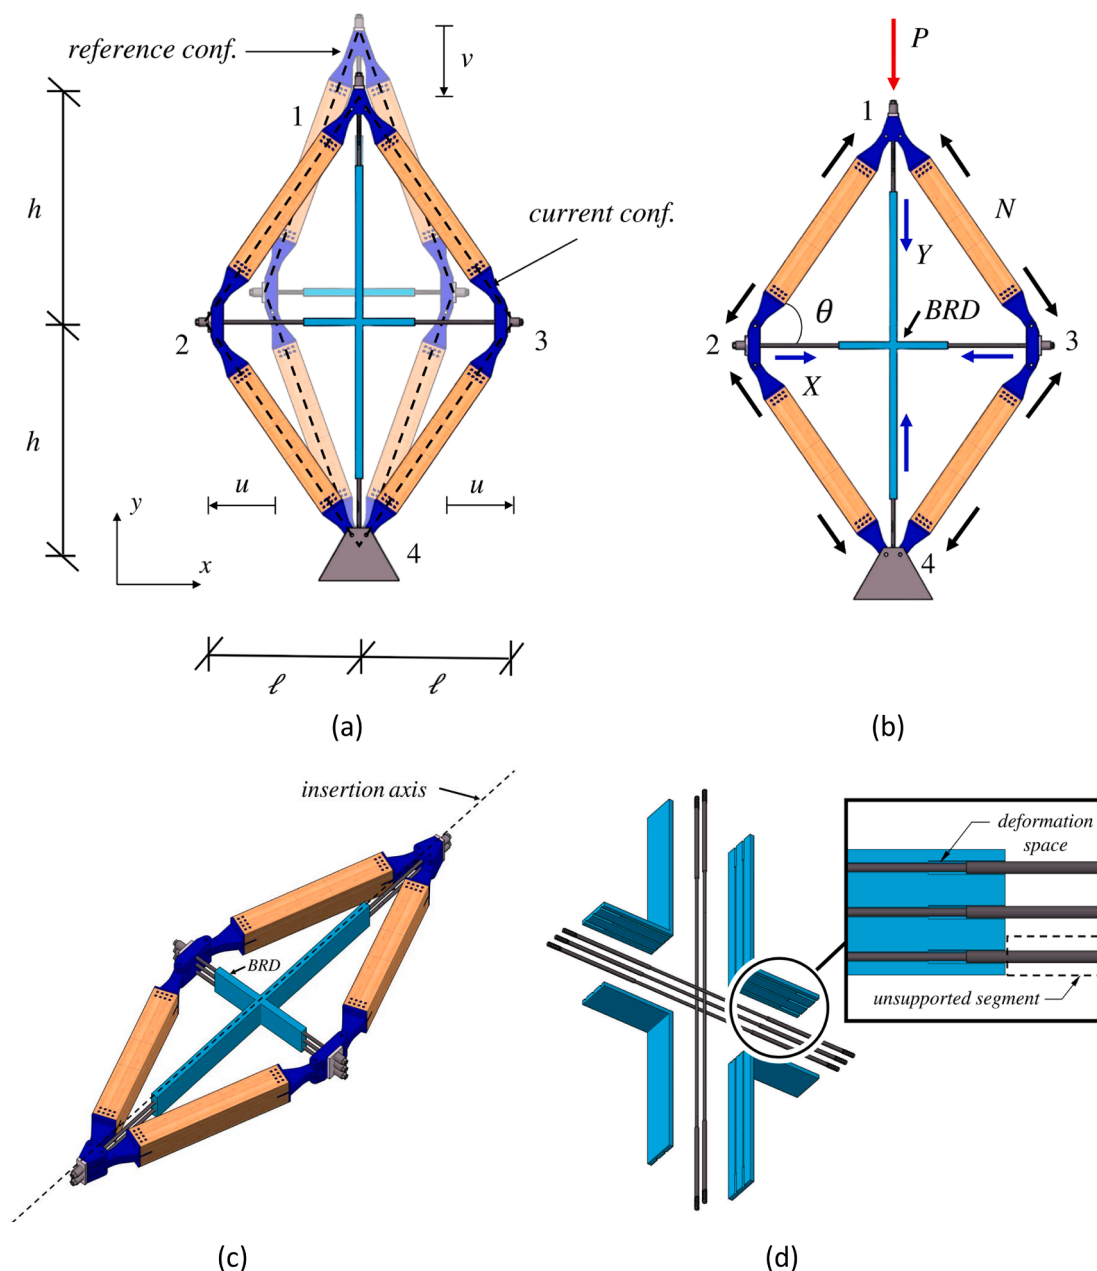 reference conf.
v
1
h
current conf.
2
3
h
u
u
y
x
4
ℓ
ℓ
(a)
P
1
N
Y
θ
BRD
2
3
X
4
(b)
insertion axis
BRD
(c)
deformation
space
unsupported segment
(d)